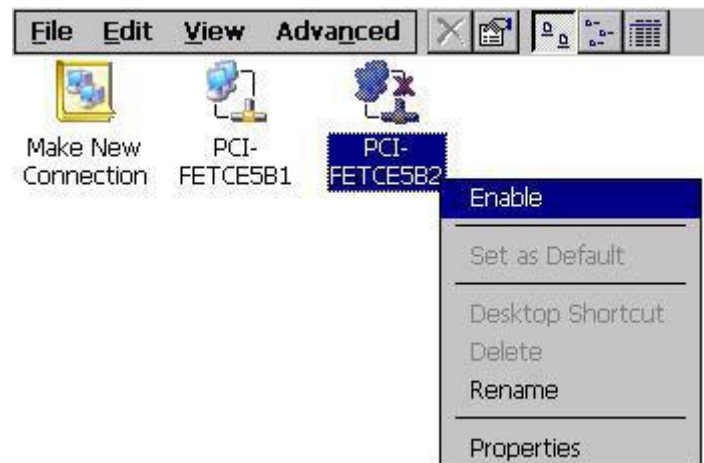 File Edit View Advanced
Make New
Connection
PCI-
FETCE5B1
PCI-
FETCE5B2
Enable
Set as Default
Desktop Shortcut
Delete
Rename
Properties